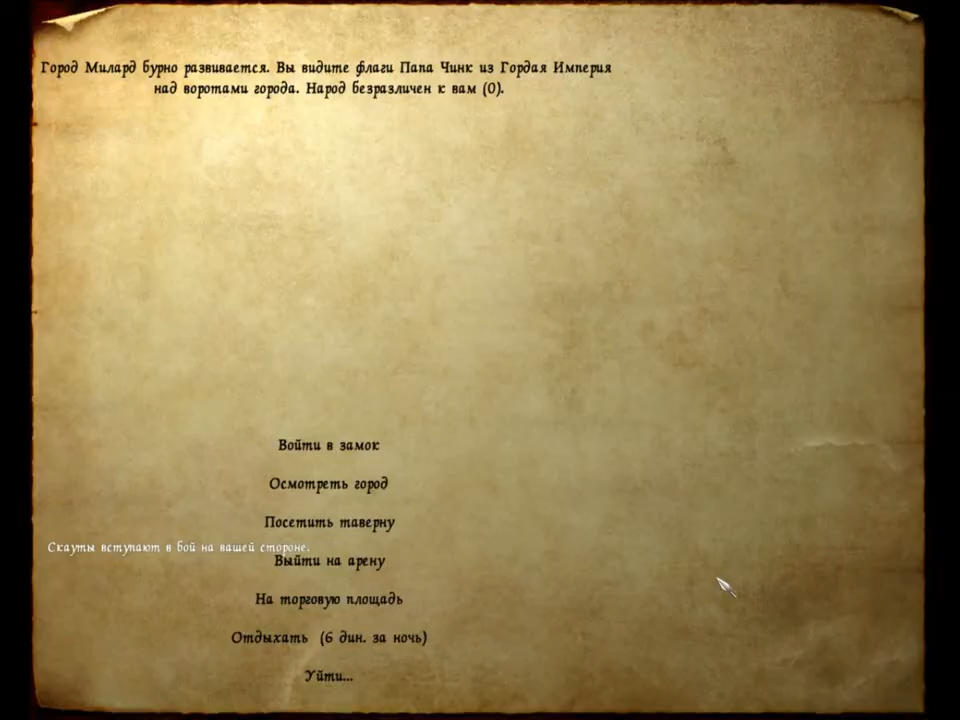 Город Милард бурно развивается. Вы видите флаги Папа Чинк из Гордая Империя
над воротами города. Народ безразличен к вам (0).
Войти в замок
Осмотреть город
Посетить таверну
Скауты вступают в бой на вашей стороне.
Выйти на арену
На торговую площадь
Отдыхать (6 дин. за ночь)
Уйти...